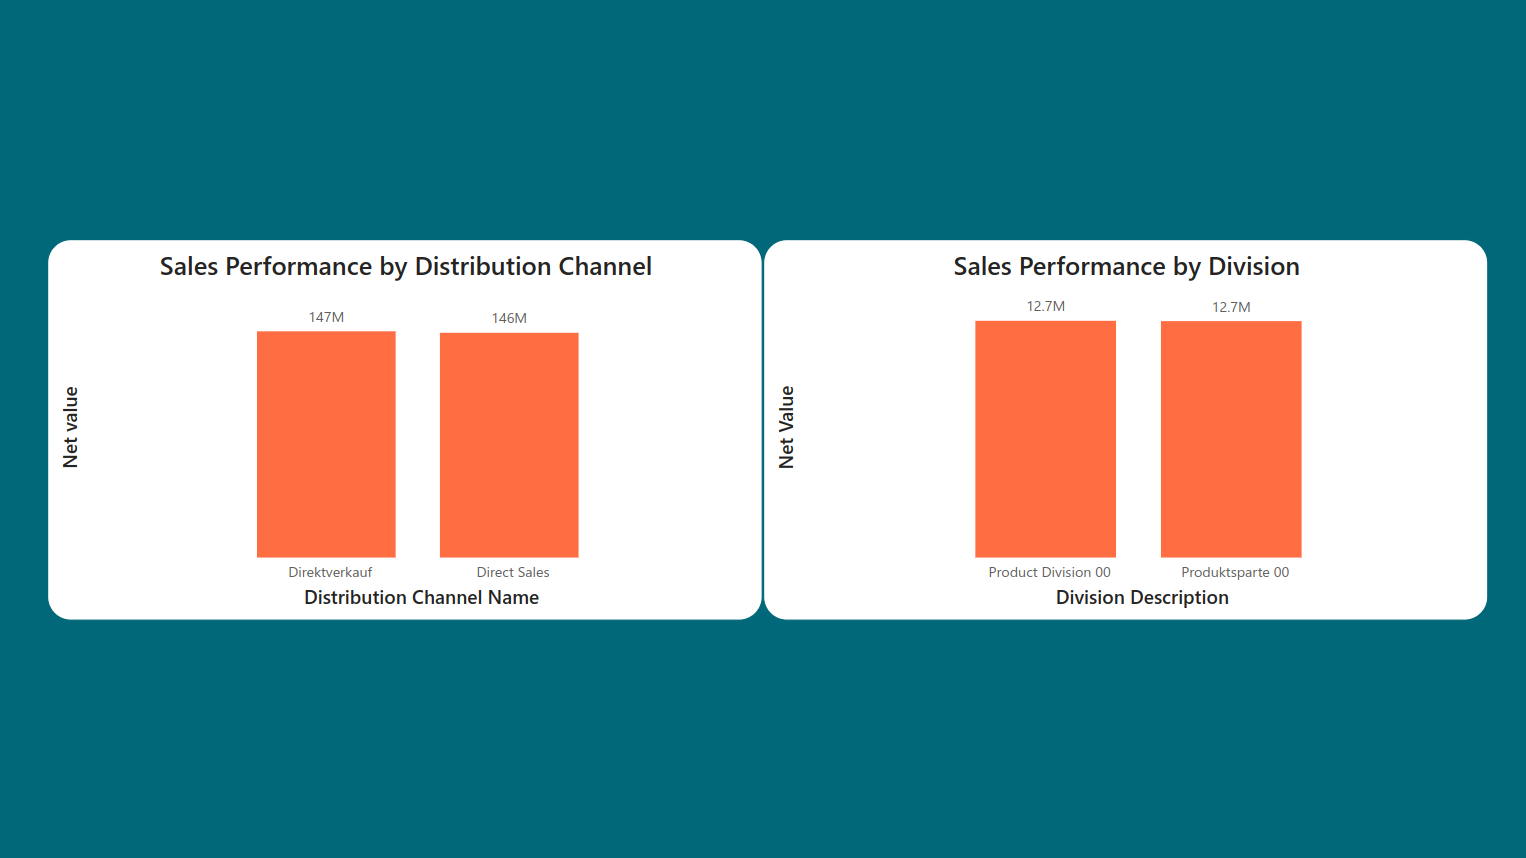 Sales Performance by Distribution Channel
147M
146M
Net value
Direktverkauf
Direct Sales
Distribution Channel Name
Sales Performance by Division
12.7M
12.7M
Net Value
Product Division 00
Produktsparte 00
Division Description